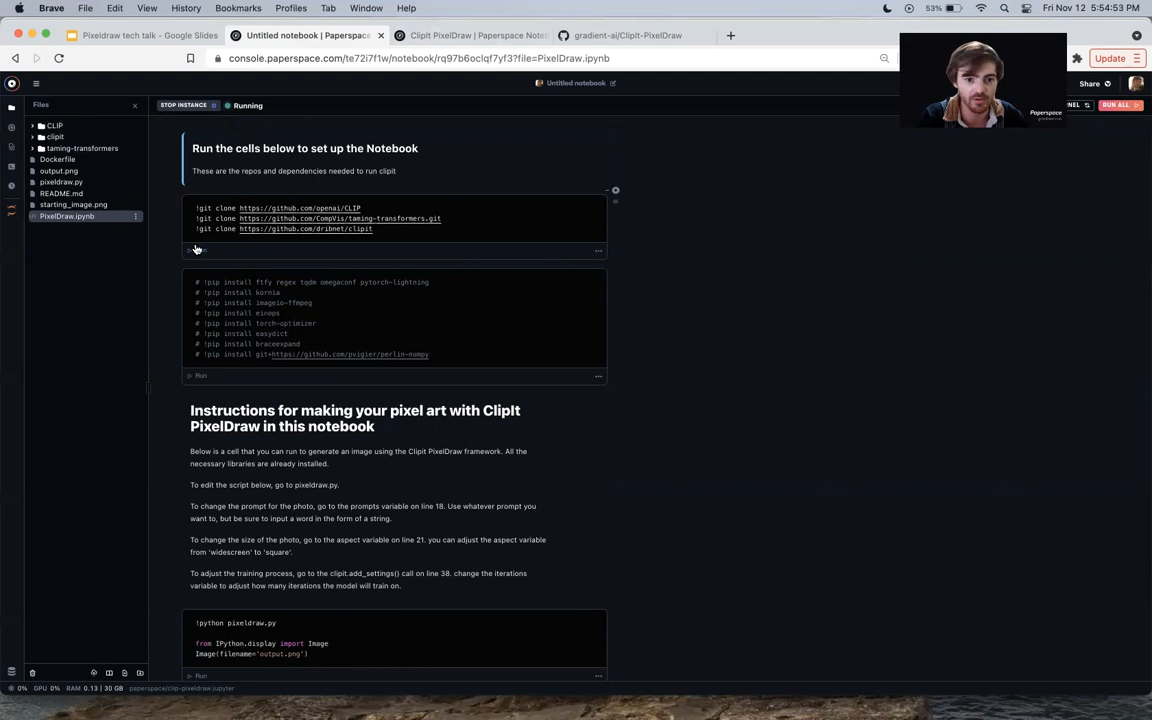 Brave File Edit View History Bookmarks Profiles Tab Window Help 53% Fri Nov 12 5:54:53 PM
Pixeldraw tech talk - Google Slides Untitled notebook | Paperspace ClipIt PixelDraw | Paperspace Note gradient-ai/ClipIt-PixelDraw
console.paperspace.com/te72i7f1w/notebook/rq97b6oclqf7yf3?file=PixelDraw.ipynb Update
Untitled notebook Share
Files STOP INSTANCE Running RUN ALL
Paperspace
CLIP
clipit
taming-transformers
Dockerfile
output.png
pixeldraw.py
README.md
starting_image.png
PixelDraw.ipynb
Run the cells below to set up the Notebook
These are the repos and dependencies needed to run clipit
!git clone https://github.com/openai/CLIP
!git clone https://github.com/CompVis/taming-transformers.git
!git clone https://github.com/dribnet/clipit
# !pip install ftfy regex tqdm omegaconf pytorch-lightning
# !pip install kornia
# !pip install imageio-ffmpeg
# !pip install einops
# !pip install torch-optimizer
# !pip install easydict
# !pip install braceexpand
# !pip install git+https://github.com/pvigier/perlin-numpy
Run
Instructions for making your pixel art with ClipIt
PixelDraw in this notebook
Below is a cell that you can run to generate an image using the Clipit PixelDraw framework. All the
necessary libraries are already installed.
To edit the script below, go to pixeldraw.py.
To change the prompt for the photo, go to the prompts variable on line 18. Use whatever prompt you
want to, but be sure to input a word in the form of a string.
To change the size of the photo, go to the aspect variable on line 21. you can adjust the aspect variable
from 'widescreen' to 'square'.
To adjust the training process, go to the clipit.add_settings() call on line 38. change the iterations
variable to adjust how many iterations the model will train on.
!python pixeldraw.py
from IPython.display import Image
Image(filename='output.png')
Run
0% GPU 0% RAM 0.13 | 30 GB paperspace/clip-pixeldraw:jupyter